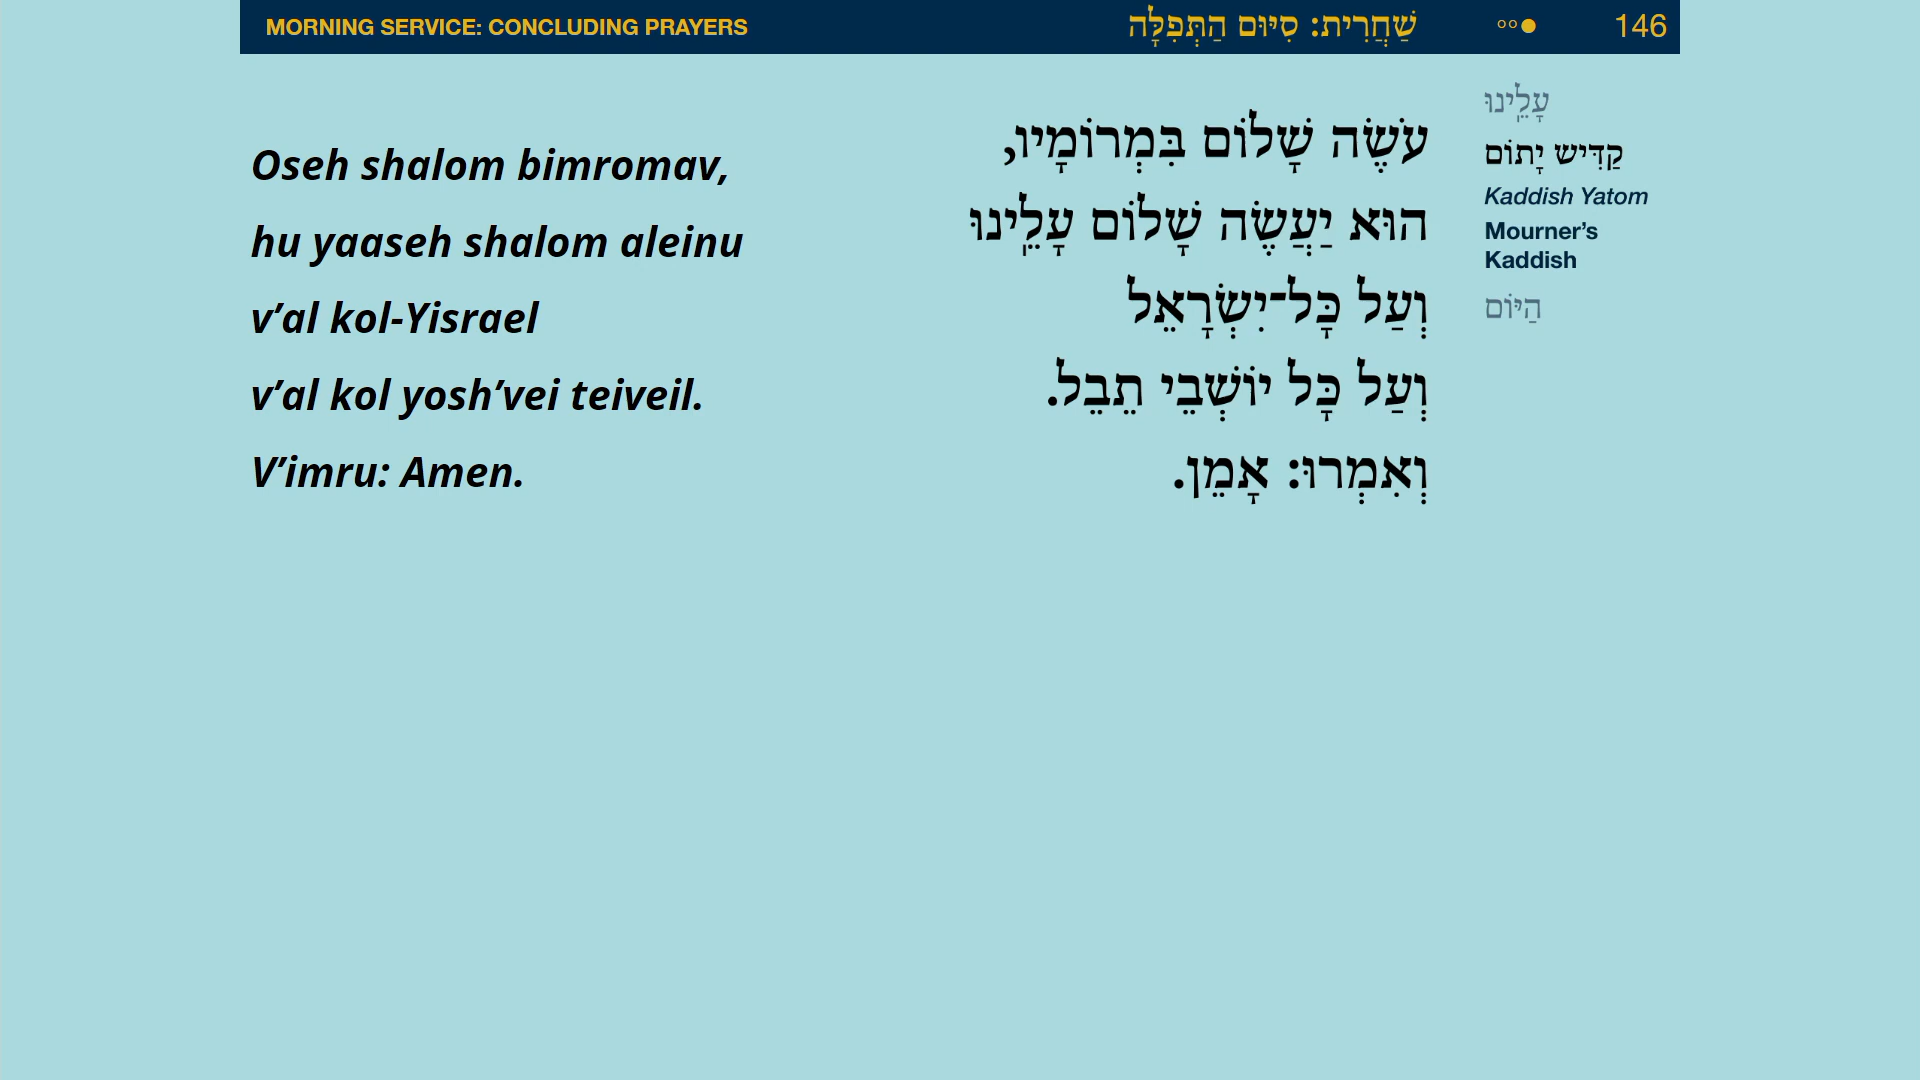 MORNING SERVICE: CONCLUDING PRAYERS שַׁחֲרִית: סִיּוּם הַתְּפִלָּה 146
Oseh shalom bimromav,
hu yaaseh shalom aleinu
v’al kol-Yisrael
v’al kol yosh’vei teiveil.
V’imru: Amen.
עֹשֶׂה שָׁלוֹם בִּמְרוֹמָיו,
הוּא יַעֲשֶׂה שָׁלוֹם עָלֵֽינוּ
וְעַל כׇּל־יִשְׂרָאֵל
וְעַל כׇּל יוֹשְׁבֵי תֵבֵל.
וְאִמְרוּ: אָמֵן.
עָלֵֽינוּ
קַדִּישׁ יָתוֹם
Kaddish Yatom
Mourner’s
Kaddish
הַיּוֹם